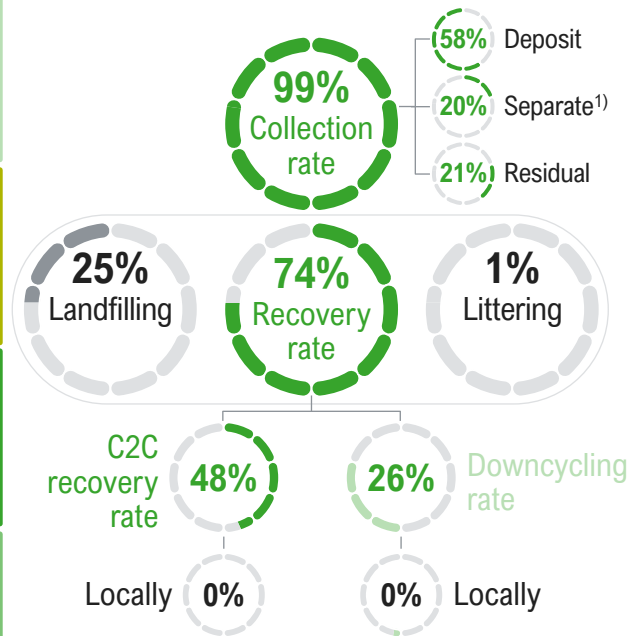 58% Deposit
99%
Collection
rate
20% Separate1)
21% Residual
25%
Landfilling
74%
Recovery
rate
1%
Littering
C2C
recovery
rate
48%
26%
Downcycling
rate
Locally 0%
0% Locally